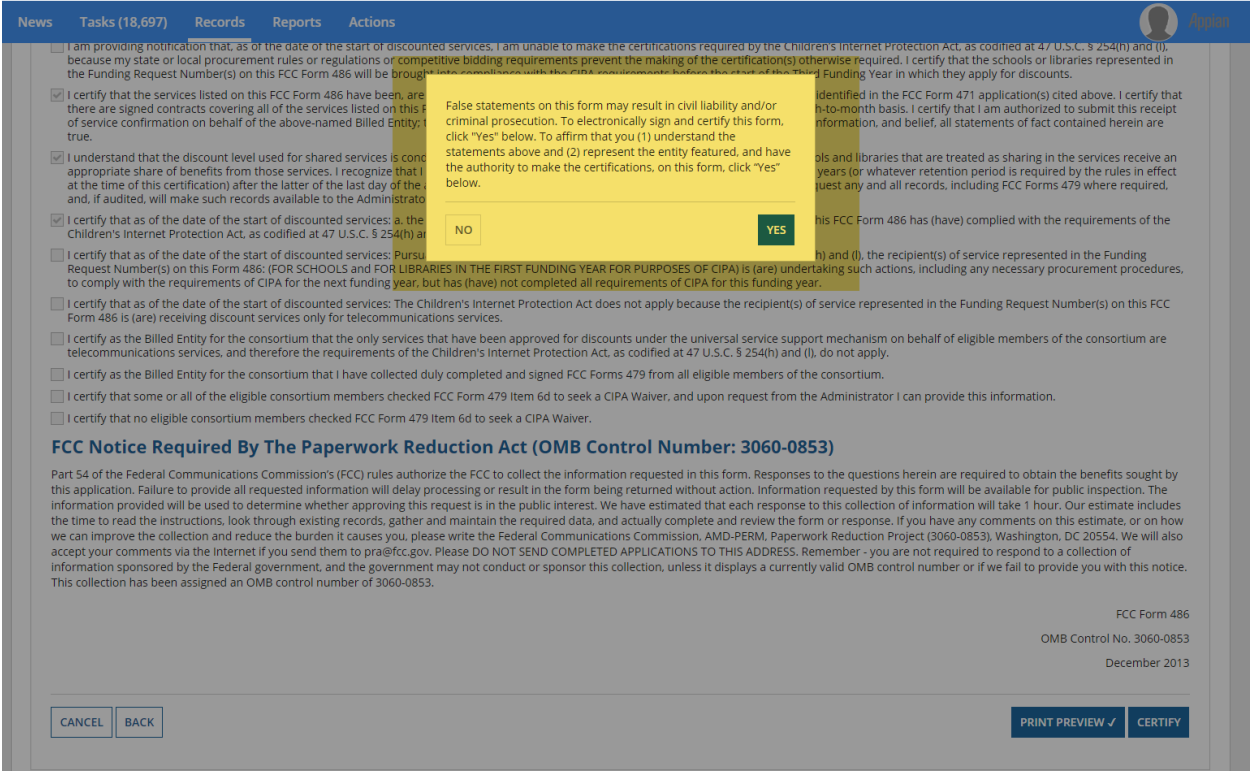 News Tasks (18,697) Records Reports Actions Appian
I am providing notification that, as of the date of the start of discounted services, I am unable to make the certifications required by the Children's Internet Protection Act, as codified at 47 U.S.C. § 254(h) and (l),
because my state or local procurement rules or regulations or competitive bidding requirements prevent the making of the certification(s) otherwise required. I certify that the schools or libraries represented in
the Funding Request Number(s) on this FCC Form 486 will be brought into compliance with the CIPA requirements before the start of the Third Funding Year in which they apply for discounts.
I certify that the services listed on this FCC Form 486 have been, are identified in the FCC Form 471 application(s) cited above. I certify that
there are signed contracts covering all of the services listed on this h-to-month basis. I certify that I am authorized to submit this receipt
of service confirmation on behalf of the above-named Billed Entity; nformation, and belief, all statements of fact contained herein are
true.
I understand that the discount level used for shared services is cond ols and libraries that are treated as sharing in the services receive an
appropriate share of benefits from those services. I recognize that I years (or whatever retention period is required by the rules in effect
at the time of this certification) after the latter of the last day of the quest any and all records, including FCC Forms 479 where required,
and, if audited, will make such records available to the Administrato
I certify that as of the date of the start of discounted services: a. the his FCC Form 486 has (have) complied with the requirements of the
Children's Internet Protection Act, as codified at 47 U.S.C. § 254(h) an
I certify that as of the date of the start of discounted services: Pursu h) and (l), the recipient(s) of service represented in the Funding
Request Number(s) on this Form 486: (FOR SCHOOLS and FOR LIBRARIES IN THE FIRST FUNDING YEAR FOR PURPOSES OF CIPA) is (are) undertaking such actions, including any necessary procurement procedures,
to comply with the requirements of CIPA for the next funding year, but has (have) not completed all requirements of CIPA for this funding year.
False statements on this form may result in civil liability and/or
criminal prosecution. To electronically sign and certify this form,
click "Yes" below. To affirm that you (1) understand the
statements above and (2) represent the entity featured, and have
the authority to make the certifications, on this form, click "Yes"
below.
NO YES
I certify that as of the date of the start of discounted services: The Children's Internet Protection Act does not apply because the recipient(s) of service represented in the Funding Request Number(s) on this FCC
Form 486 is (are) receiving discount services only for telecommunications services.
I certify as the Billed Entity for the consortium that the only services that have been approved for discounts under the universal service support mechanism on behalf of eligible members of the consortium are
telecommunications services, and therefore the requirements of the Children's Internet Protection Act, as codified at 47 U.S.C. § 254(h) and (l), do not apply.
I certify as the Billed Entity for the consortium that I have collected duly completed and signed FCC Forms 479 from all eligible members of the consortium.
I certify that some or all of the eligible consortium members checked FCC Form 479 Item 6d to seek a CIPA Waiver, and upon request from the Administrator I can provide this information.
I certify that no eligible consortium members checked FCC Form 479 Item 6d to seek a CIPA Waiver.
FCC Notice Required By The Paperwork Reduction Act (OMB Control Number: 3060-0853)
Part 54 of the Federal Communications Commission's (FCC) rules authorize the FCC to collect the information requested in this form. Responses to the questions herein are required to obtain the benefits sought by
this application. Failure to provide all requested information will delay processing or result in the form being returned without action. Information requested by this form will be available for public inspection. The
information provided will be used to determine whether approving this request is in the public interest. We have estimated that each response to this collection of information will take 1 hour. Our estimate includes
the time to read the instructions, look through existing records, gather and maintain the required data, and actually complete and review the form or response. If you have any comments on this estimate, or on how
we can improve the collection and reduce the burden it causes you, please write the Federal Communications Commission, AMD-PERM, Paperwork Reduction Project (3060-0853), Washington, DC 20554. We will also
accept your comments via the Internet if you send them to pra@fcc.gov. Please DO NOT SEND COMPLETED APPLICATIONS TO THIS ADDRESS. Remember - you are not required to respond to a collection of
information sponsored by the Federal government, and the government may not conduct or sponsor this collection, unless it displays a currently valid OMB control number or if we fail to provide you with this notice.
This collection has been assigned an OMB control number of 3060-0853.
FCC Form 486
OMB Control No. 3060-0853
December 2013
CANCEL BACK PRINT PREVIEW ✓ CERTIFY